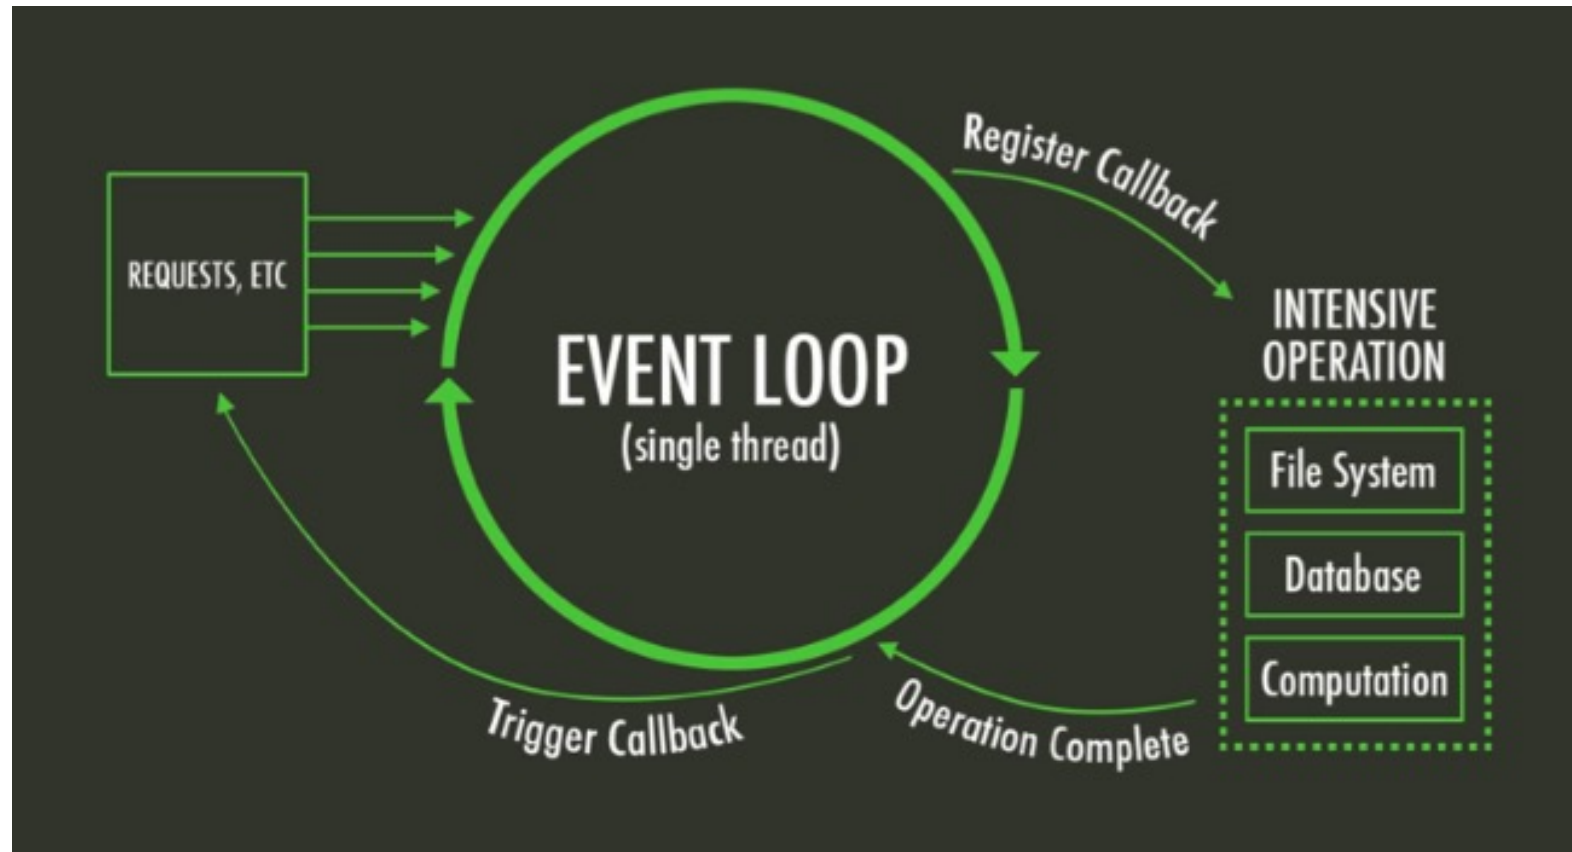 REQUESTS, ETC
EVENT LOOP
(single thread)
Register Callback
INTENSIVE
OPERATION
File System
Database
Computation
Operation Complete
Trigger Callback